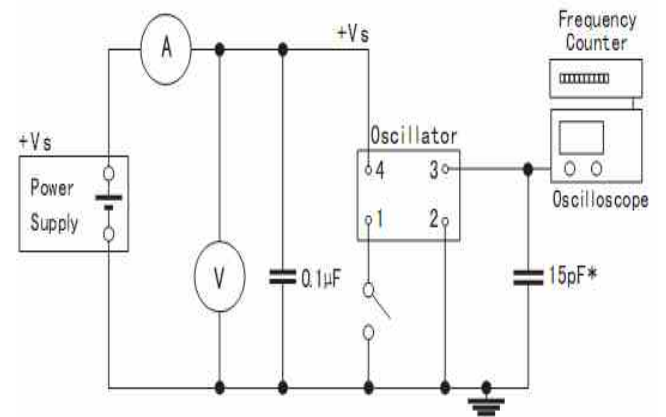 Frequency
Counter
A
+Vs
Oscillator
+Vs
Power
Supply
4 3
1 2
Oscilloscope
V
0.1μF
15pF*